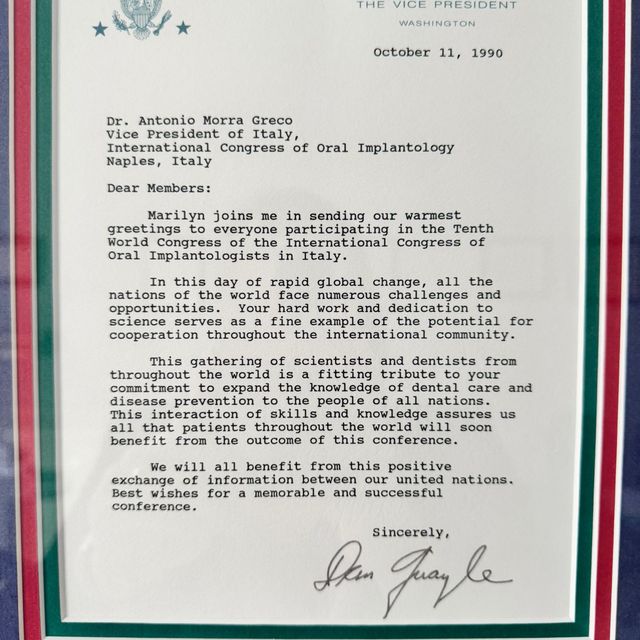 THE VICE PRESIDENT
WASHINGTON
October 11, 1990
Dr. Antonio Morra Greco
Vice President of Italy,
International Congress of Oral Implantology
Naples, Italy
Dear Members:
Marilyn joins me in sending our warmest
greetings to everyone participating in the Tenth
World Congress of the International Congress of
Oral Implantologists in Italy.
In this day of rapid global change, all the
nations of the world face numerous challenges and
opportunities. Your hard work and dedication to
science serves as a fine example of the potential for
cooperation throughout the international community.
This gathering of scientists and dentists from
throughout the world is a fitting tribute to your
commitment to expand the knowledge of dental care and
disease prevention to the people of all nations.
This interaction of skills and knowledge assures us
all that patients throughout the world will soon
benefit from the outcome of this conference.
We will all benefit from this positive
exchange of information between our united nations.
Best wishes for a memorable and successful
conference.
Sincerely,
Dan Quayle